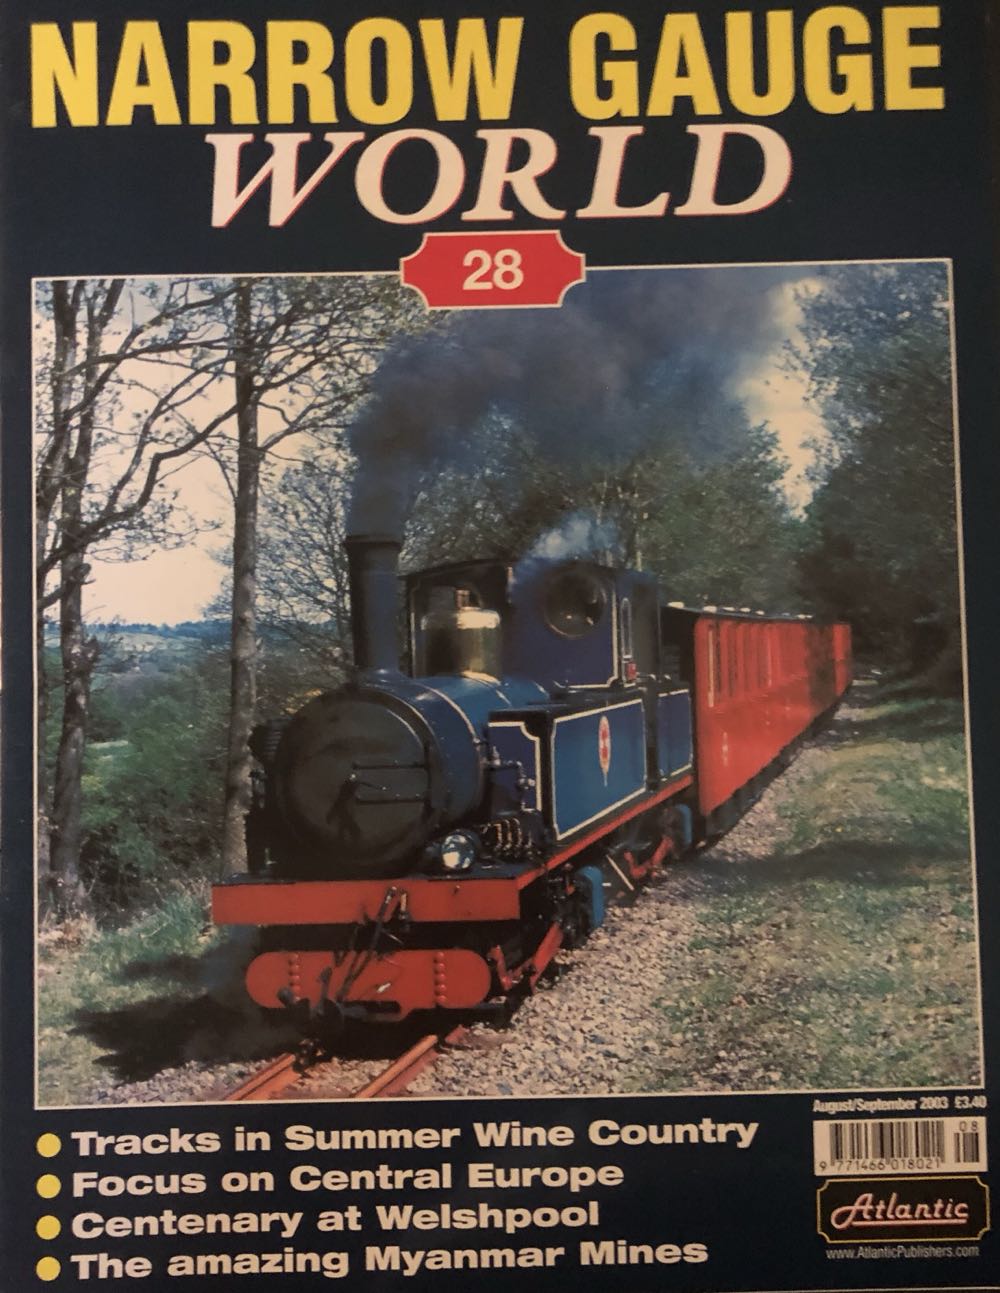 NARROW GAUGE
WORLD
28
August/September 2003 £3.40
● Tracks in Summer Wine Country
● Focus on Central Europe
● Centenary at Welshpool
● The amazing Myanmar Mines
08
9 771466 018021
Atlantic
www.AtlanticPublishers.com